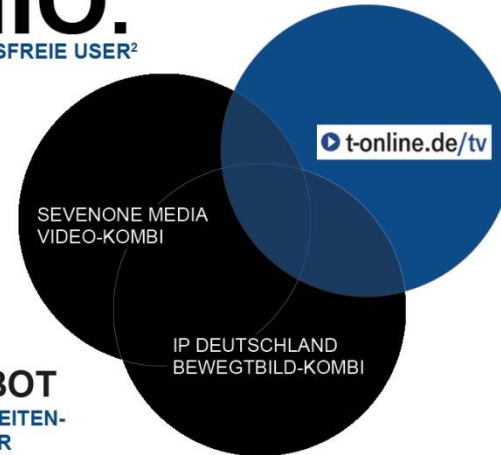 SFREIE USER²
t-online.de/tv
SEVENONE MEDIA
VIDEO-KOMBI
IP DEUTSCHLAND
BEWEGTBILD-KOMBI
BOT
EITEN-
R